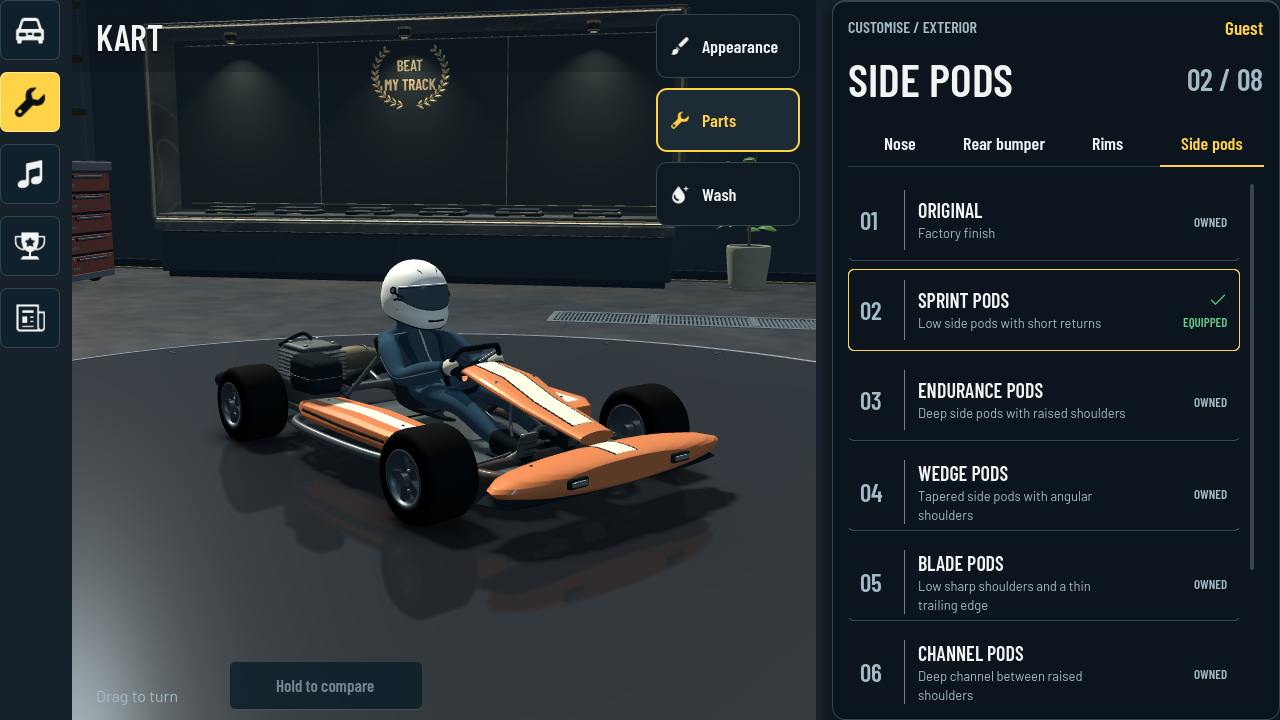 KART
BEAT
MY TRACK
Appearance
Parts
Wash
CUSTOMISE / EXTERIOR
Guest
SIDE PODS
02 / 08
Nose
Rear bumper
Rims
Side pods
01
ORIGINAL
Factory finish
OWNED
02
SPRINT PODS
Low side pods with short returns
EQUIPPED
03
ENDURANCE PODS
Deep side pods with raised shoulders
OWNED
04
WEDGE PODS
Tapered side pods with angular
shoulders
OWNED
05
BLADE PODS
Low sharp shoulders and a thin
trailing edge
OWNED
06
CHANNEL PODS
Deep channel between raised
shoulders
OWNED
Drag to turn
Hold to compare